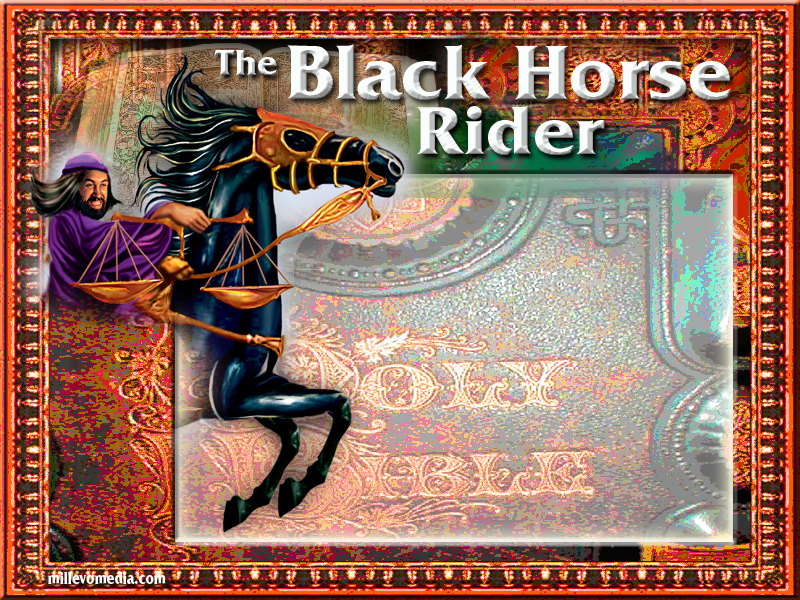 The Black Horse
Rider
HOLY
BIBLE
millevomedia.com